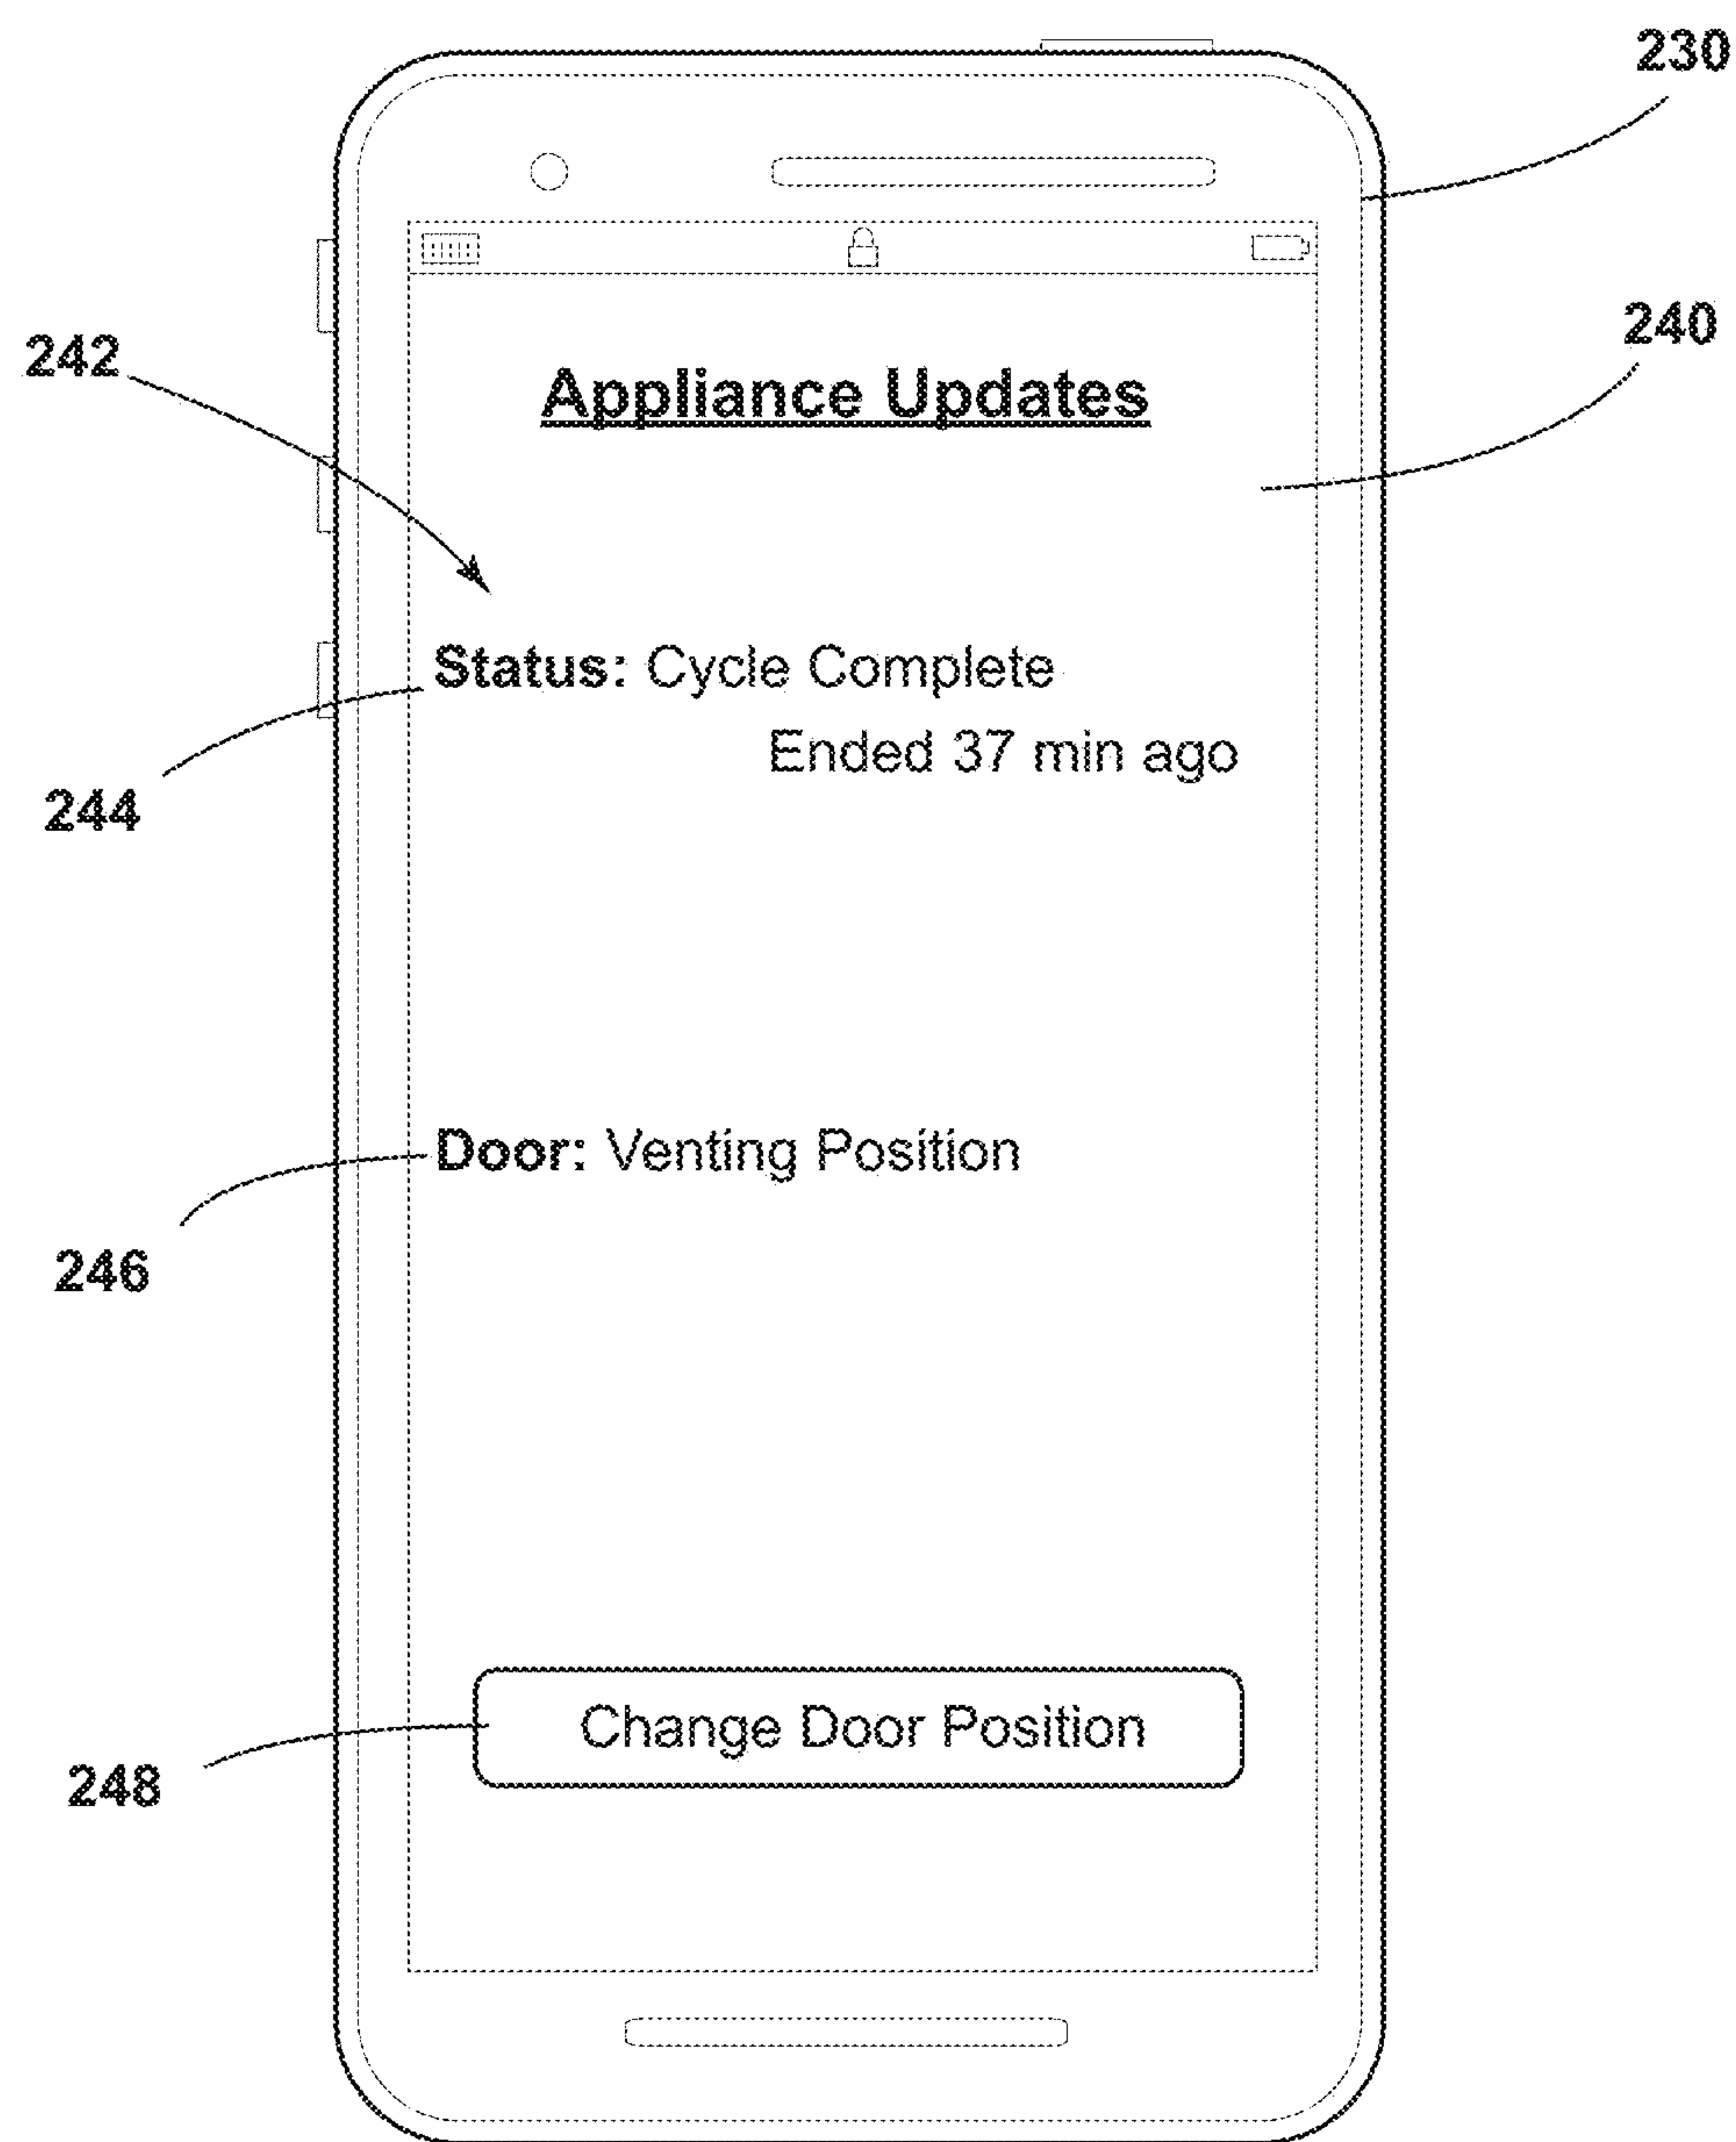 230
240
242
Appliance Updates
Status: Cycle Complete
Ended 37 min ago
244
Door: Venting Position
246
Change Door Position
248